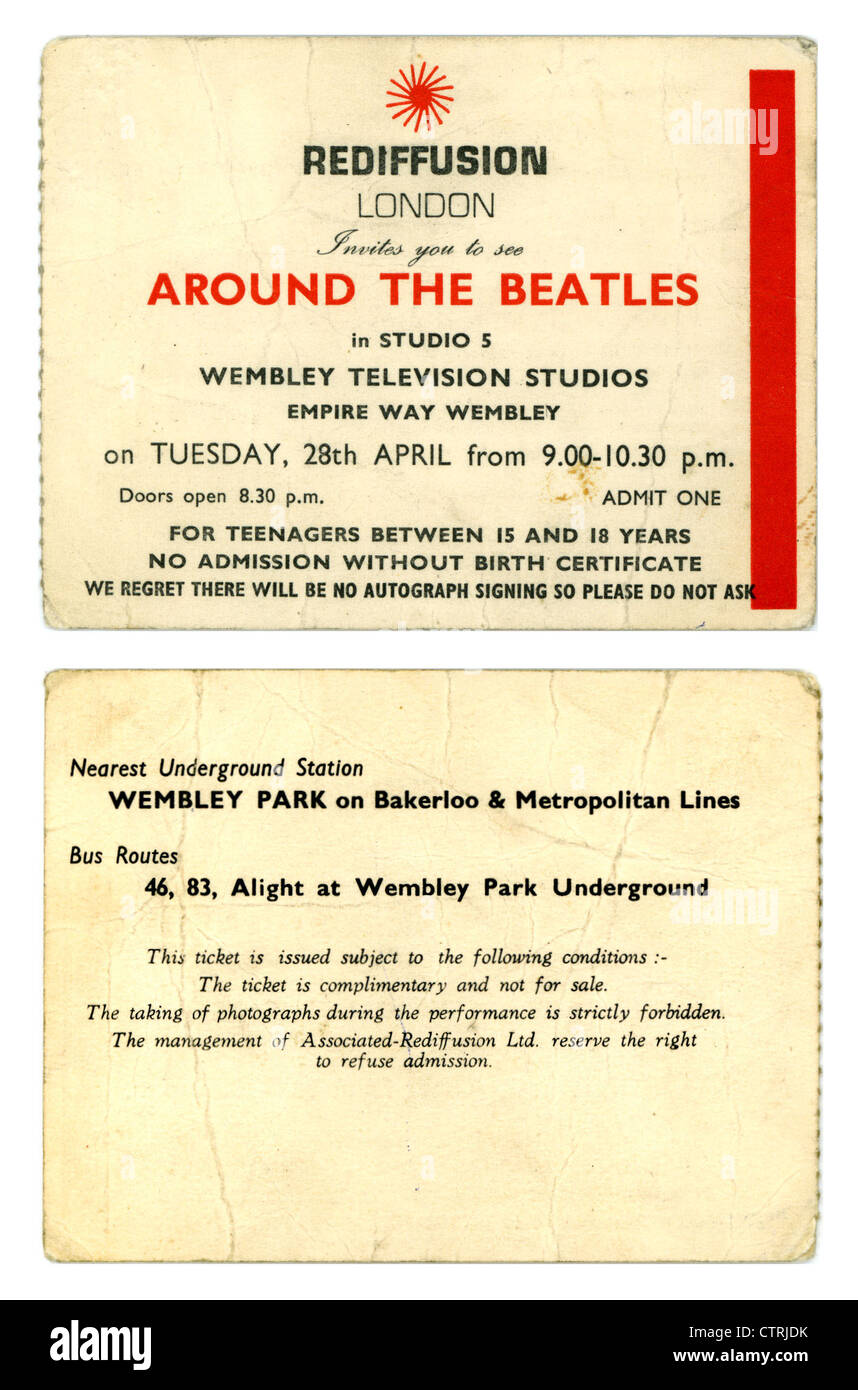 REDIFFUSION
LONDON
Invites you to see
AROUND THE BEATLES
in STUDIO 5
WEMBLEY TELEVISION STUDIOS
EMPIRE WAY WEMBLEY
on TUESDAY, 28th APRIL from 9.00-10.30 p.m.
Doors open 8.30 p.m. ADMIT ONE
FOR TEENAGERS BETWEEN 15 AND 18 YEARS
NO ADMISSION WITHOUT BIRTH CERTIFICATE
WE REGRET THERE WILL BE NO AUTOGRAPH SIGNING SO PLEASE DO NOT ASK
Nearest Underground Station
WEMBLEY PARK on Bakerloo & Metropolitan Lines
Bus Routes
46, 83, Alight at Wembley Park Underground
This ticket is issued subject to the following conditions :-
The ticket is complimentary and not for sale.
The taking of photographs during the performance is strictly forbidden.
The management of Associated-Rediffusion Ltd. reserve the right
to refuse admission.
alamy
alamy
a
a
a
a
alamy
Image ID: CTRJDK
www.alamy.com